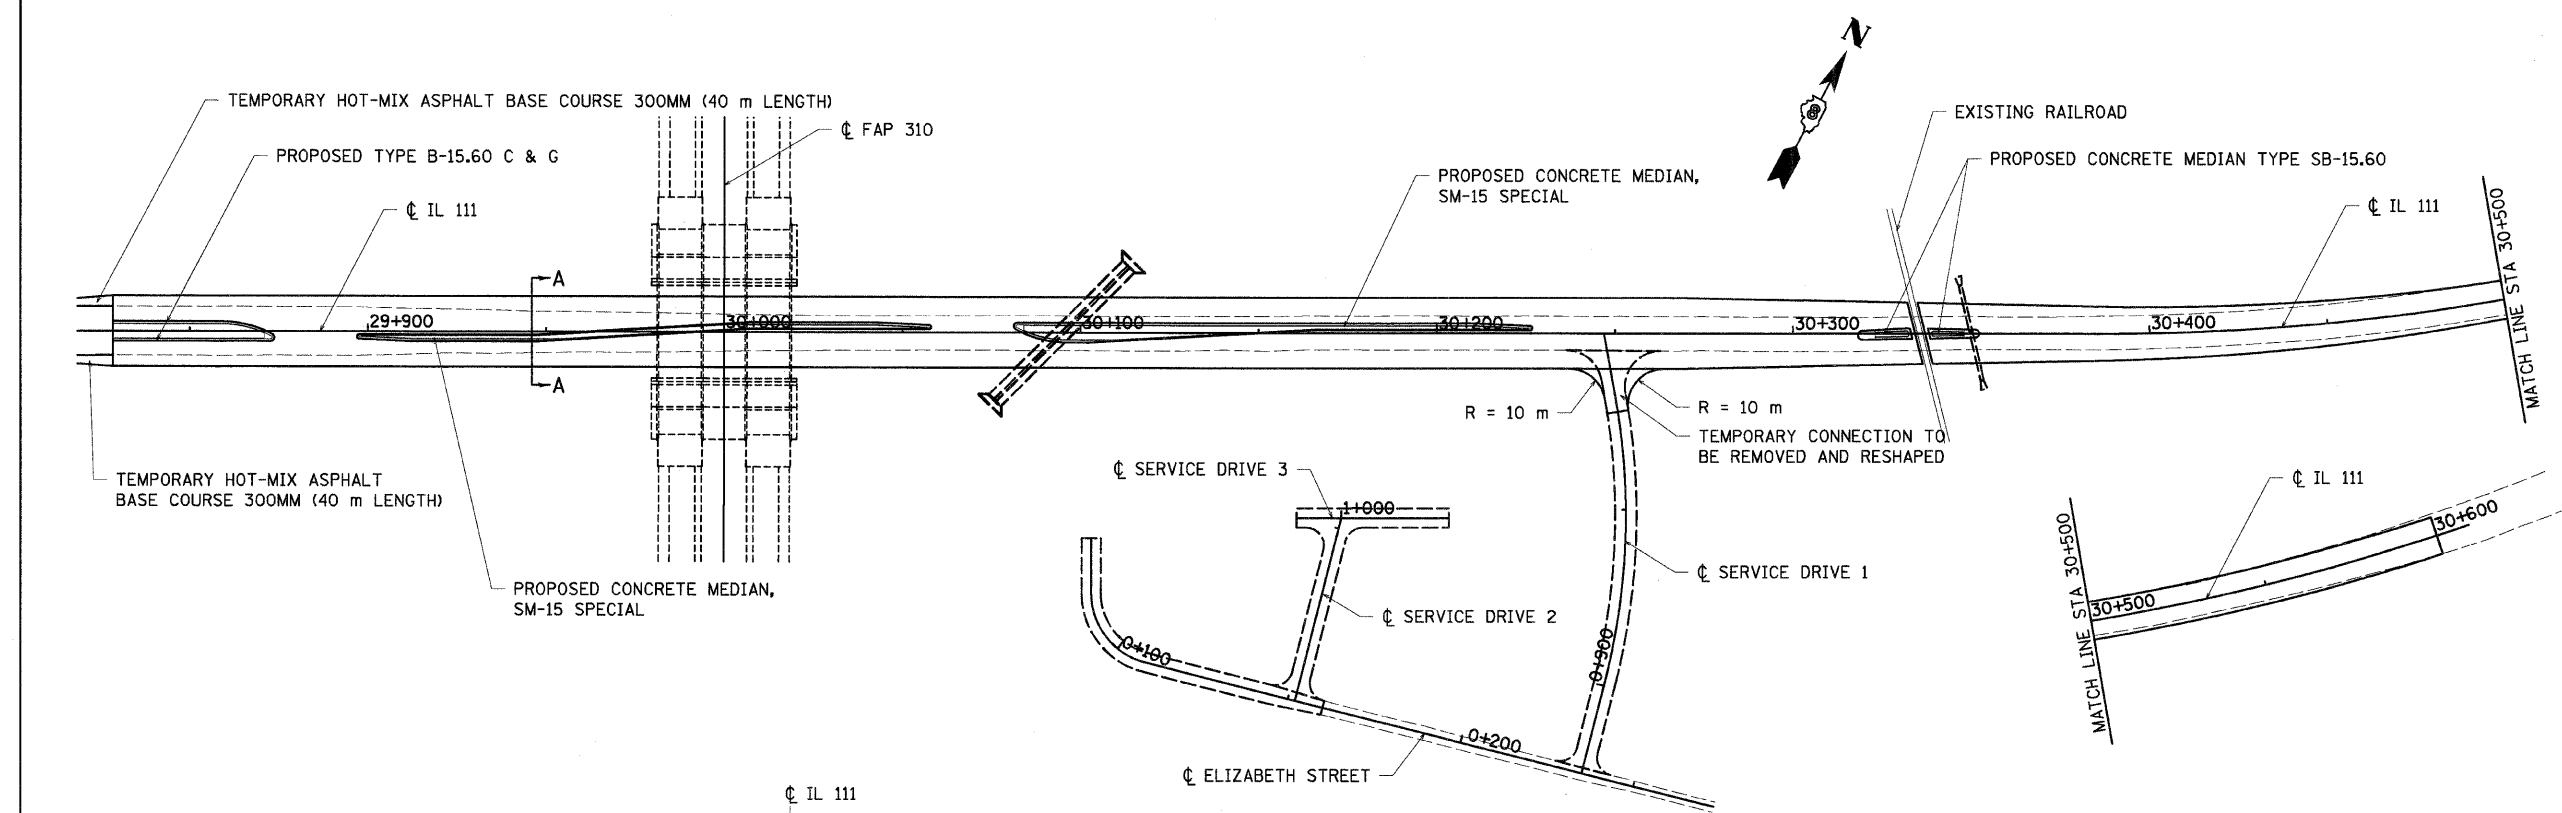 N
TEMPORARY HOT-MIX ASPHALT BASE COURSE 300MM (40 m LENGTH)
PROPOSED TYPE B-15.60 C & G
℄ IL 111
℄ FAP 310
PROPOSED CONCRETE MEDIAN,
SM-15 SPECIAL
EXISTING RAILROAD
PROPOSED CONCRETE MEDIAN TYPE SB-15.60
℄ IL 111
MATCH LINE STA 30+500
A
29+900
30+000
30+100
30+200
30+300
30+400
A
R = 10 m
R = 10 m
TEMPORARY CONNECTION TO
BE REMOVED AND RESHAPED
TEMPORARY HOT-MIX ASPHALT
BASE COURSE 300MM (40 m LENGTH)
℄ SERVICE DRIVE 3
1+000
℄ IL 111
MATCH LINE STA 30+500
30+500
30+600
PROPOSED CONCRETE MEDIAN,
SM-15 SPECIAL
℄ SERVICE DRIVE 1
℄ SERVICE DRIVE 2
0+100
0+900
0+200
℄ ELIZABETH STREET
℄ IL 111
8